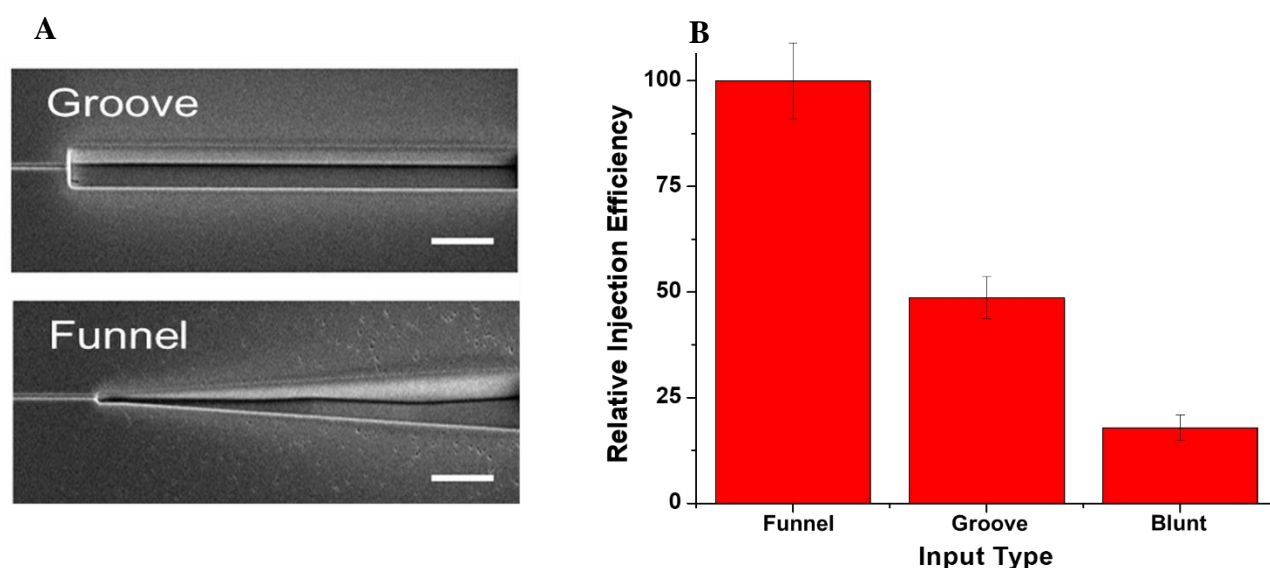 A
Groove
Funnel
B
Relative Injection Efficiency
100
75
50
25
0
Funnel
Groove
Blunt
Input Type